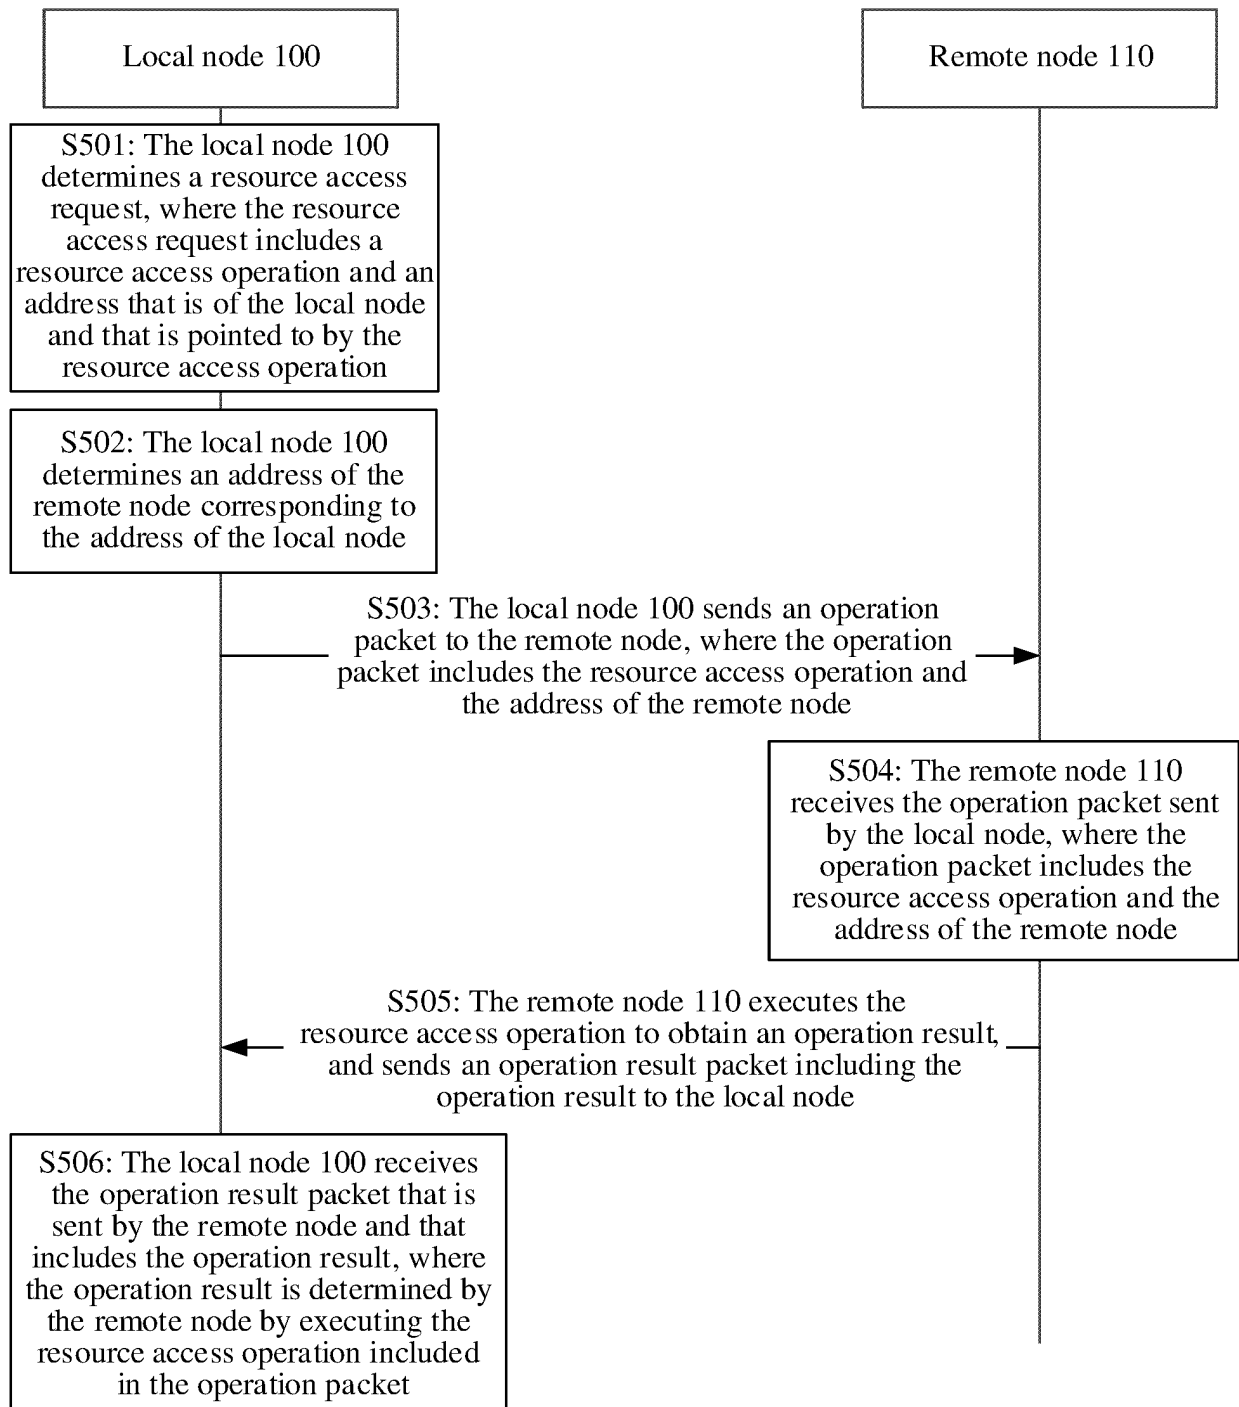 Local node 100
Remote node 110
S501: The local node 100
determines a resource access
request, where the resource
access request includes a
resource access operation and an
address that is of the local node
and that is pointed to by the
resource access operation
S502: The local node 100
determines an address of the
remote node corresponding to
the address of the local node
S503: The local node 100 sends an operation
packet to the remote node, where the operation
packet includes the resource access operation and
the address of the remote node
S504: The remote node 110
receives the operation packet sent
by the local node, where the
operation packet includes the
resource access operation and the
address of the remote node
S505: The remote node 110 executes the
resource access operation to obtain an operation result,
and sends an operation result packet including the
operation result to the local node
S506: The local node 100 receives
the operation result packet that is
sent by the remote node and that
includes the operation result, where
the operation result is determined by
the remote node by executing the
resource access operation included
in the operation packet